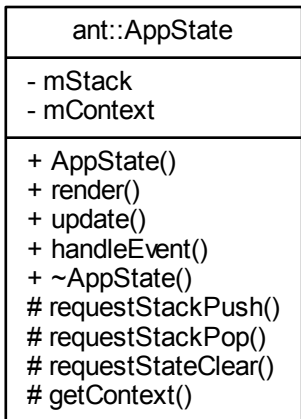 ant::AppState
- mStack
- mContext
+ AppState()
+ render()
+ update()
+ handleEvent()
+ ~AppState()
# requestStackPush()
# requestStackPop()
# requestStateClear()
# getContext()